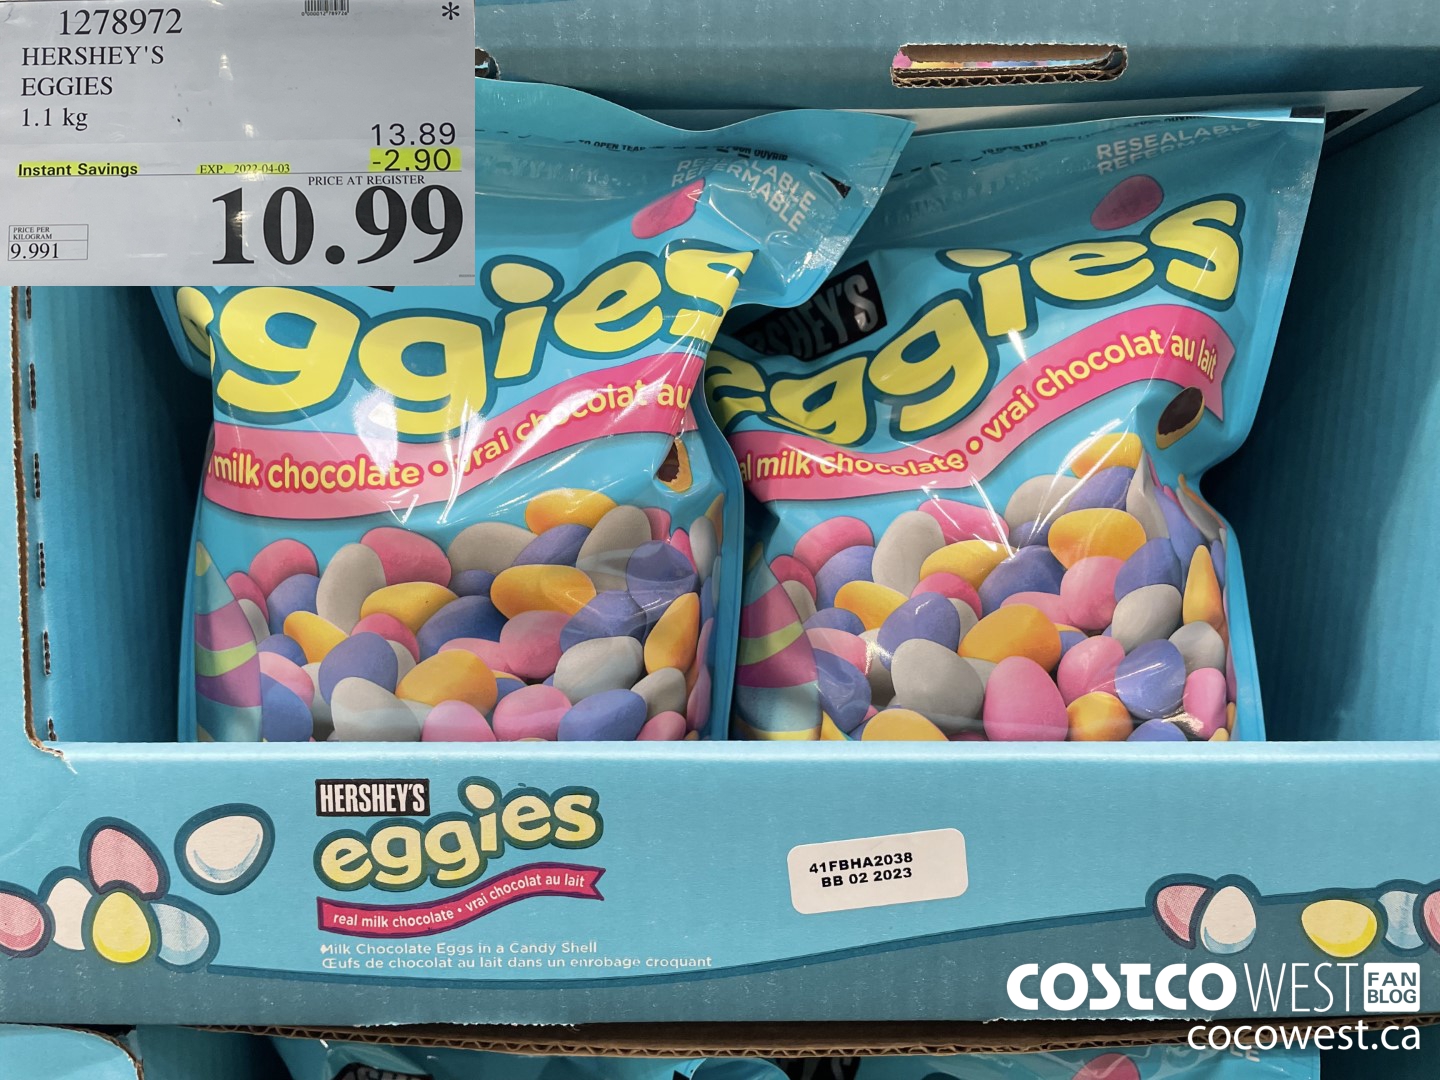 1278972
*
HERSHEY'S
EGGIES
1.1 kg
13.89
Instant Savings EXP. 2022-04-03 -2.90
PRICE AT REGISTER
10.99
PRICE PER
KILOGRAM
9.991
RESEALABLE
REFERMABLE
eggies
milk chocolate • vrai chocolat au
RESEALABLE
HERSHEY'S
eggies
milk chocolate • vrai chocolat au lait
HERSHEY'S
eggies
real milk chocolate • vrai chocolat au lait
Milk Chocolate Eggs in a Candy Shell
Œufs de chocolat au lait dans un enrobage croquant
41FBHA2038
BB 02 2023
COSTCO WEST FAN BLOG
cocowest.ca